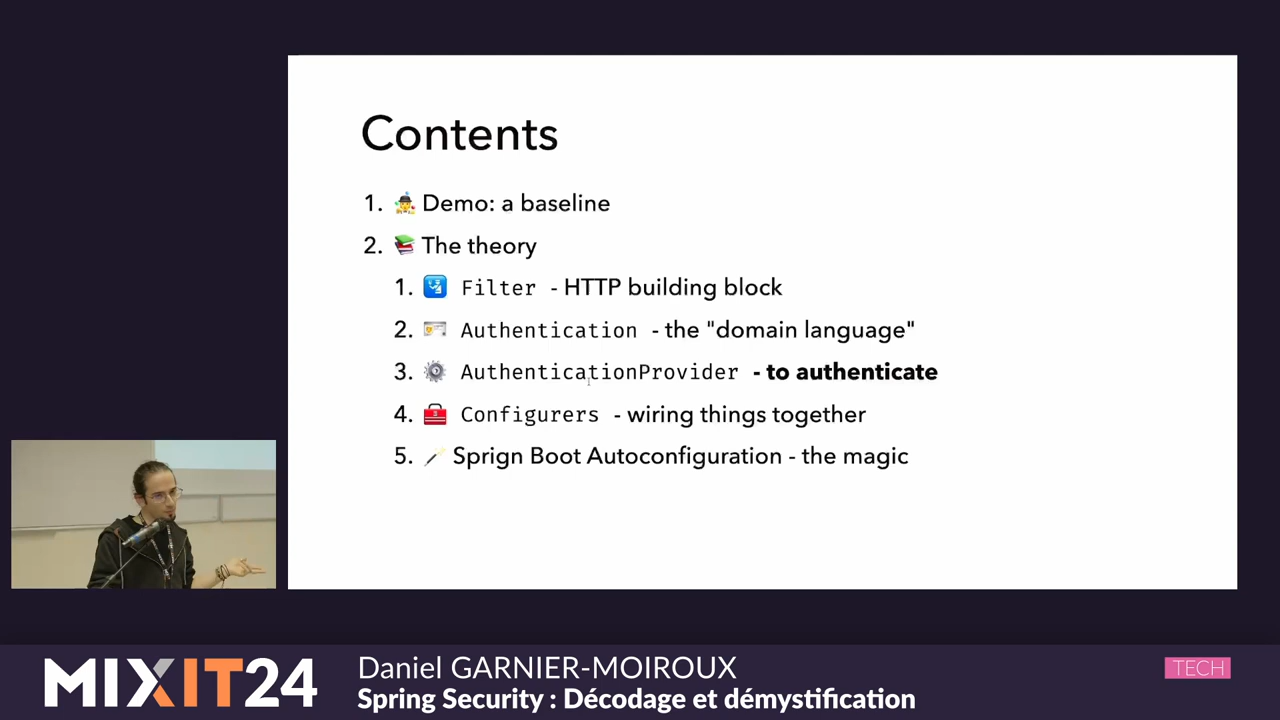 Contents
1. Demo: a baseline
2. The theory
1. Filter - HTTP building block
2. Authentication - the "domain language"
3. AuthenticationProvider - to authenticate
4. Configurers - wiring things together
5. Sprign Boot Autoconfiguration - the magic
MIXIT24
Daniel GARNIER-MOIROUX
Spring Security : Décodage et démystification
TECH